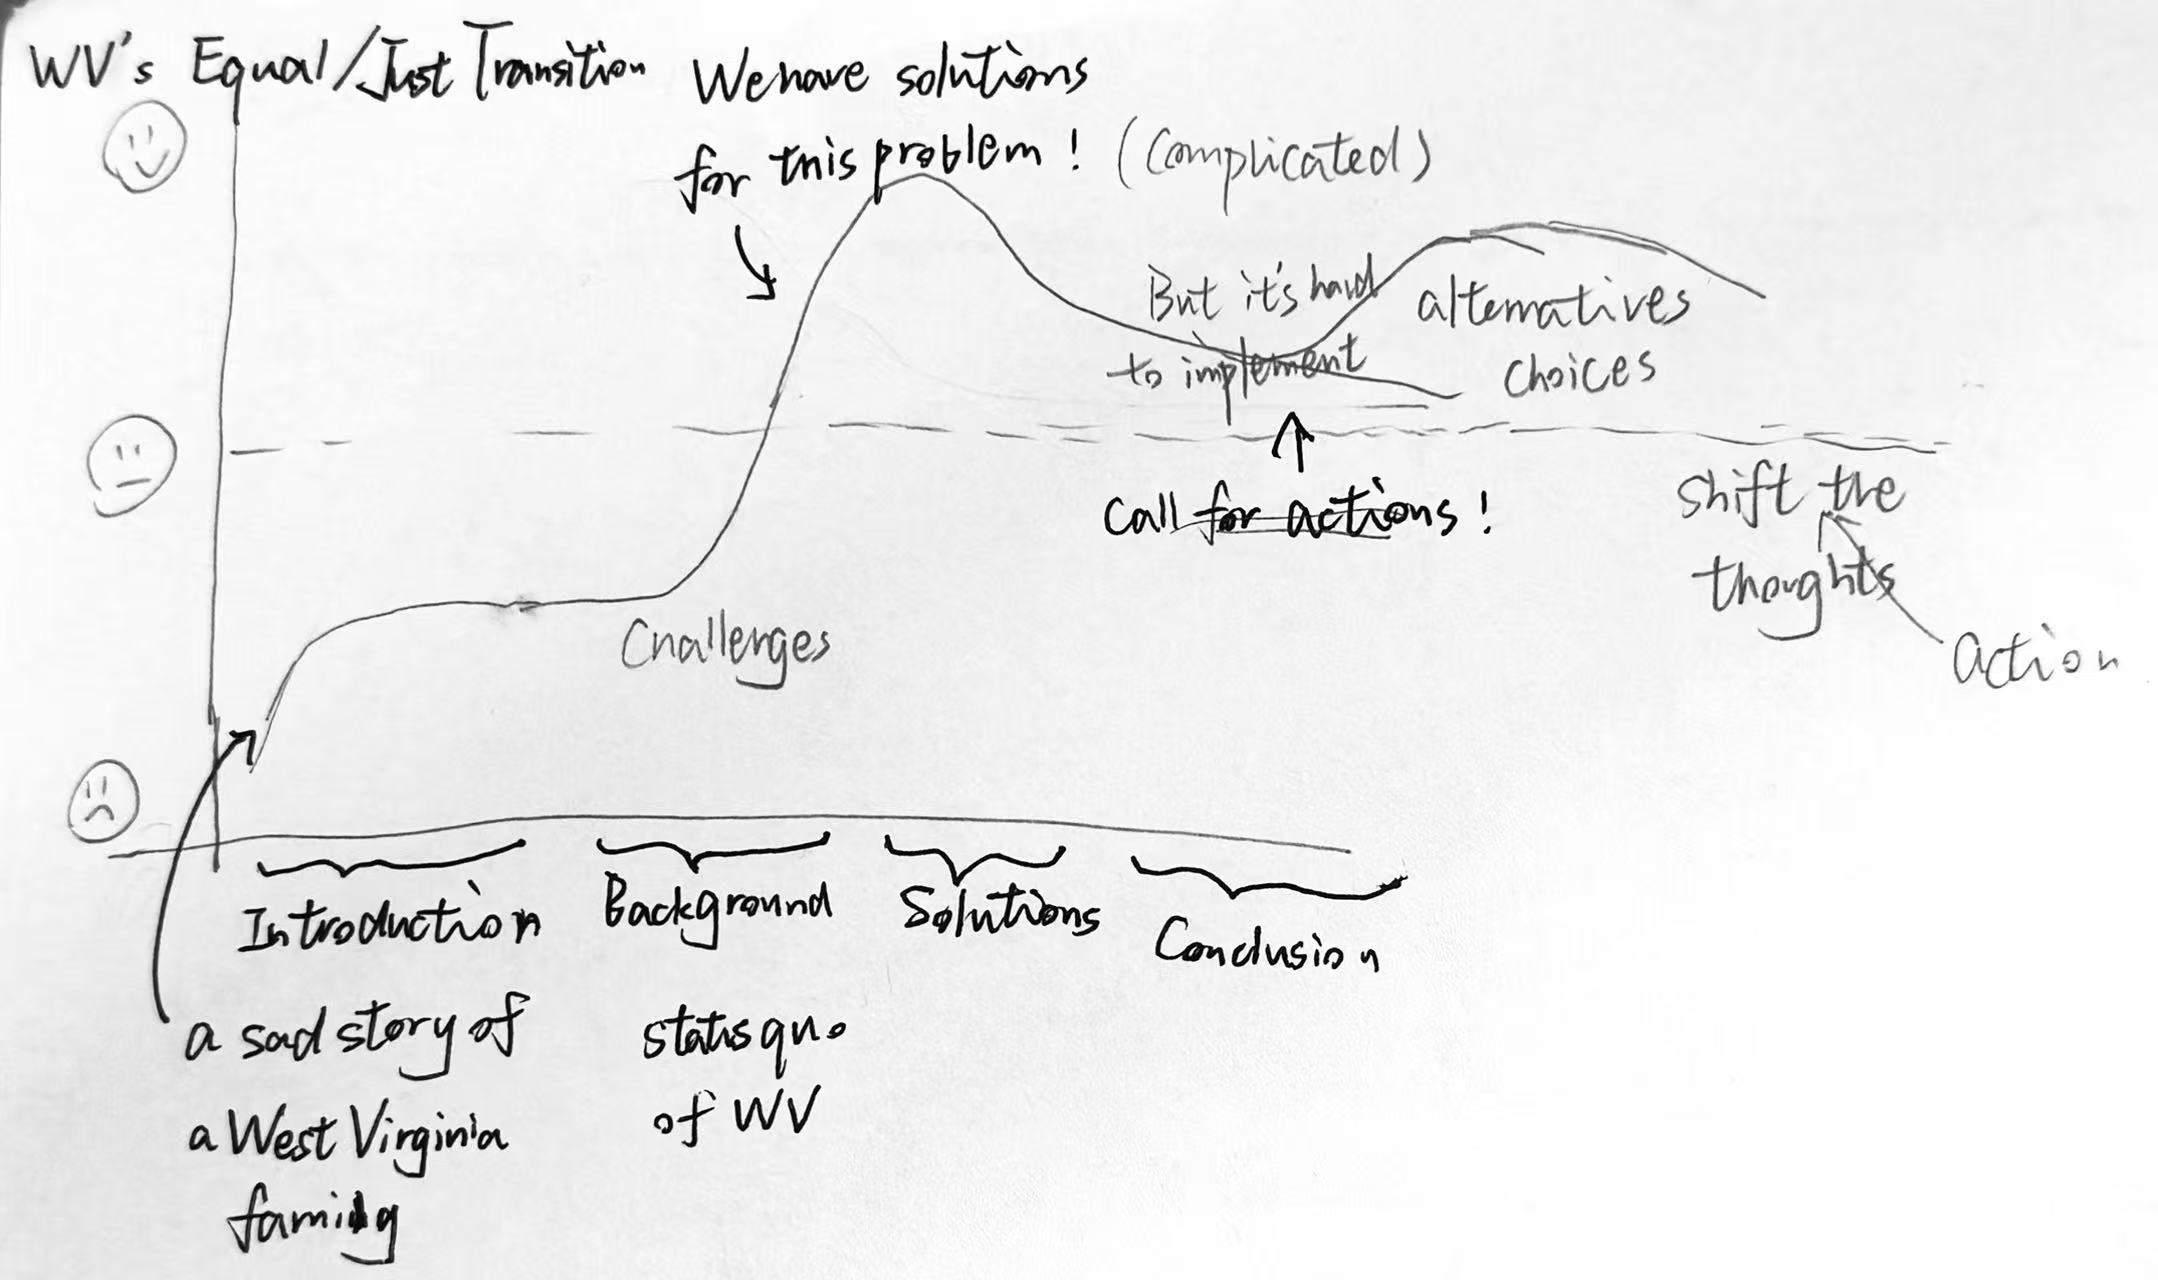 WV's Equal/Just Transition
We have solutions
for this problem! (Complicated)
But it's hard
to implement
alternatives
choices
Call for actions!
Shift the
thoughts
Action
Challenges
Introduction
Background
Solutions
Conclusion
a sad story of
a West Virginia
family
status quo
of WV